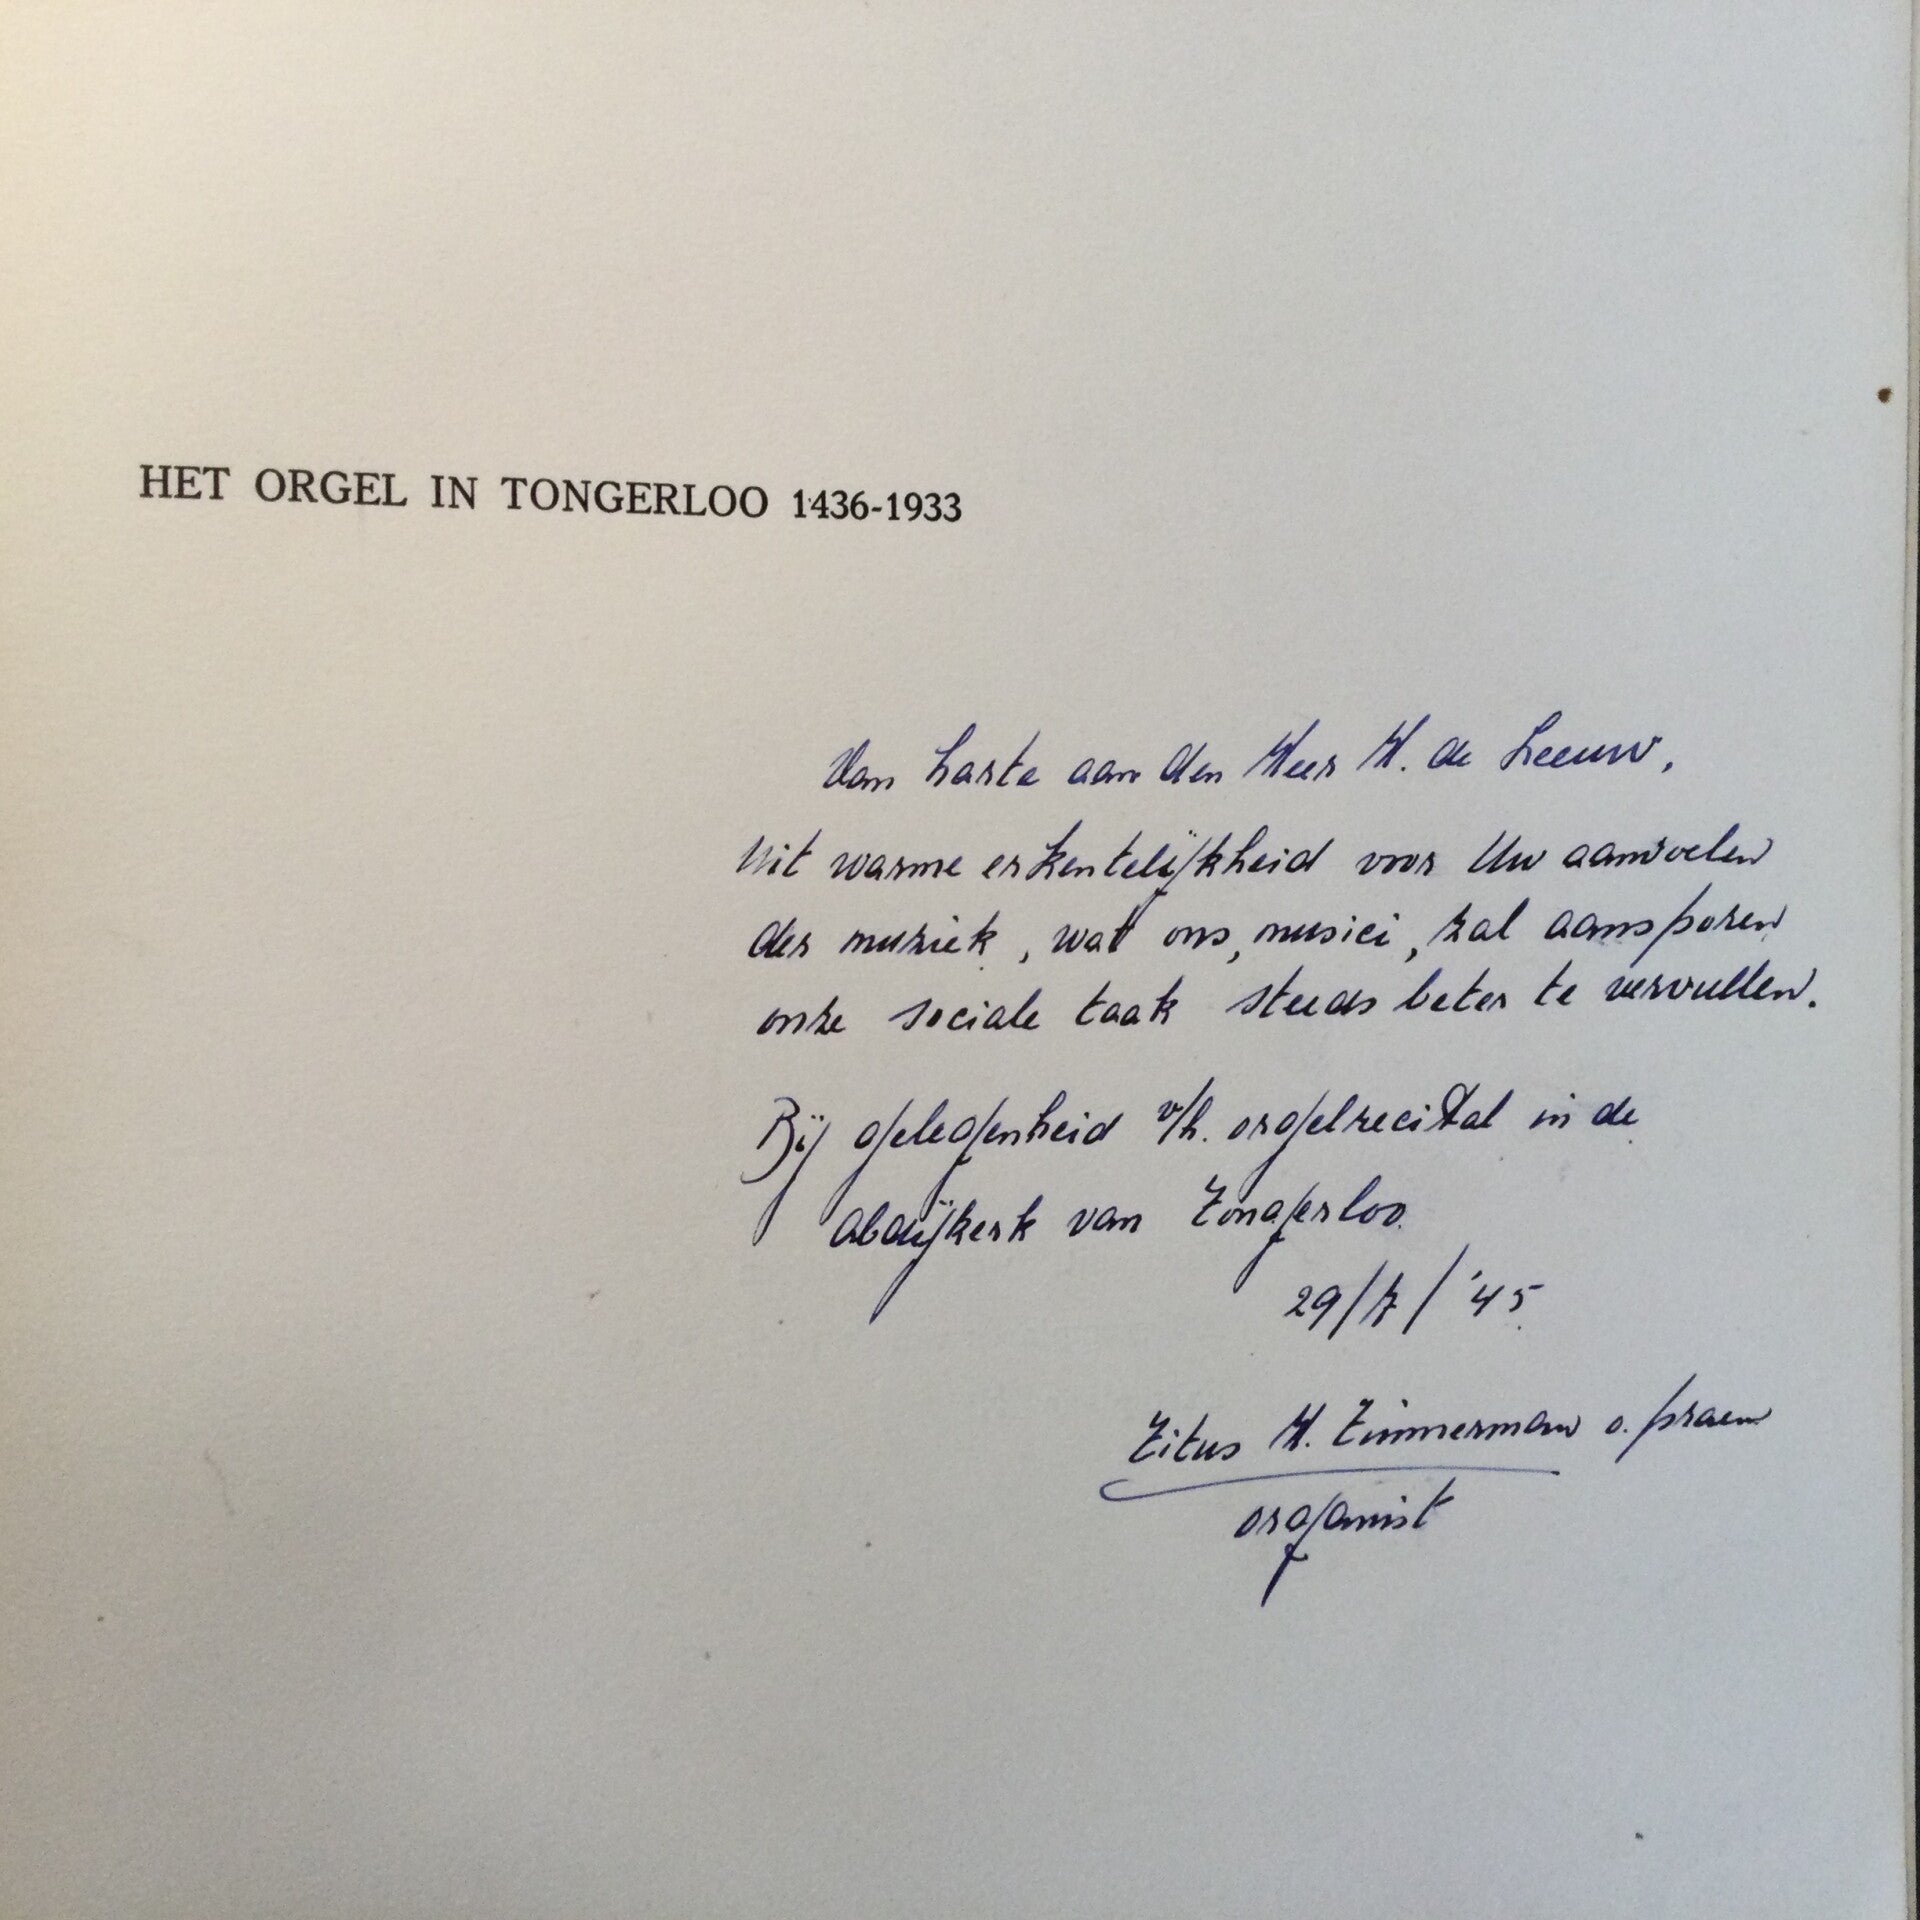 HET ORGEL IN TONGERLOO 1436-1933
Van harte aan den Heer H. de Leeuw,
Uit warme erkentelijkheid voor Uw aanvoelen
der muziek, wat ons, musici, zal aansporen
onze sociale taak steeds beter te vervullen.
Bij gelegenheid v/h. orgelrecital in de
abdijkerk van Tongerloo.
29/7/'45
Titus H. Timmerman o. praem
organist